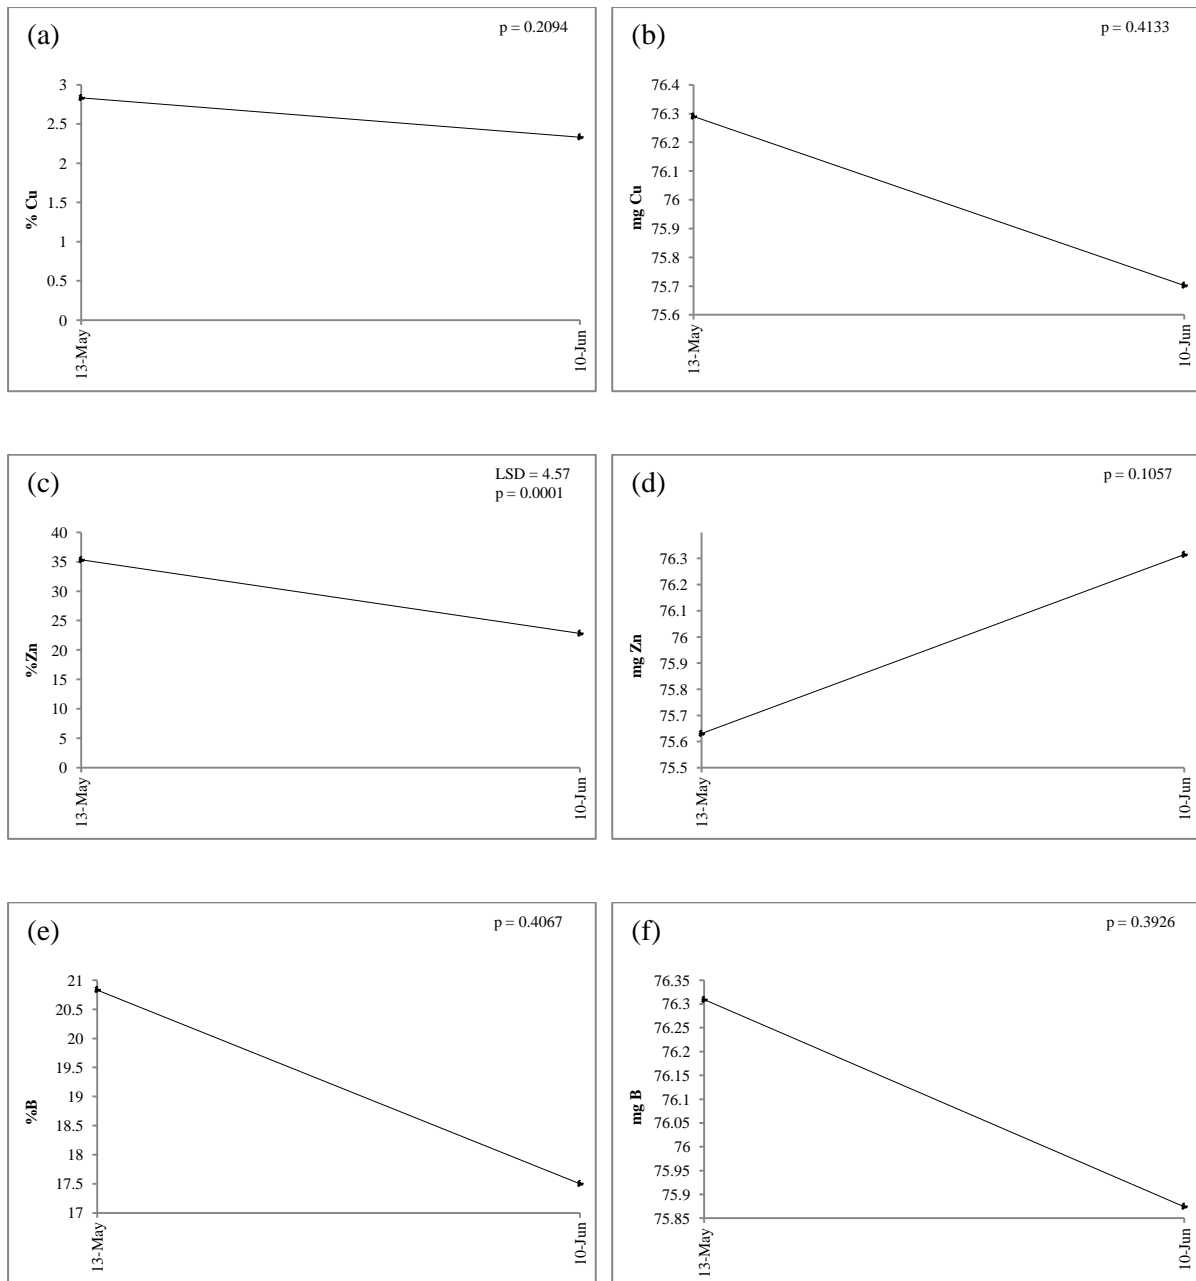 (a)
p = 0.2094
3
2.5
2
1.5
1
0.5
0
% Cu
13-May
10-Jun
(b)
p = 0.4133
76.4
76.3
76.2
76.1
76
75.9
75.8
75.7
75.6
mg Cu
13-May
10-Jun
(c)
LSD = 4.57
p = 0.0001
40
35
30
25
20
15
10
5
0
%Zn
13-May
10-Jun
(d)
p = 0.1057
76.3
76.2
76.1
76
75.9
75.8
75.7
75.6
75.5
mg Zn
13-May
10-Jun
(e)
p = 0.4067
21
20.5
20
19.5
19
18.5
18
17.5
17
%B
13-May
10-Jun
(f)
p = 0.3926
76.35
76.3
76.25
76.2
76.15
76.1
76.05
76
75.95
75.9
75.85
mg B
13-May
10-Jun